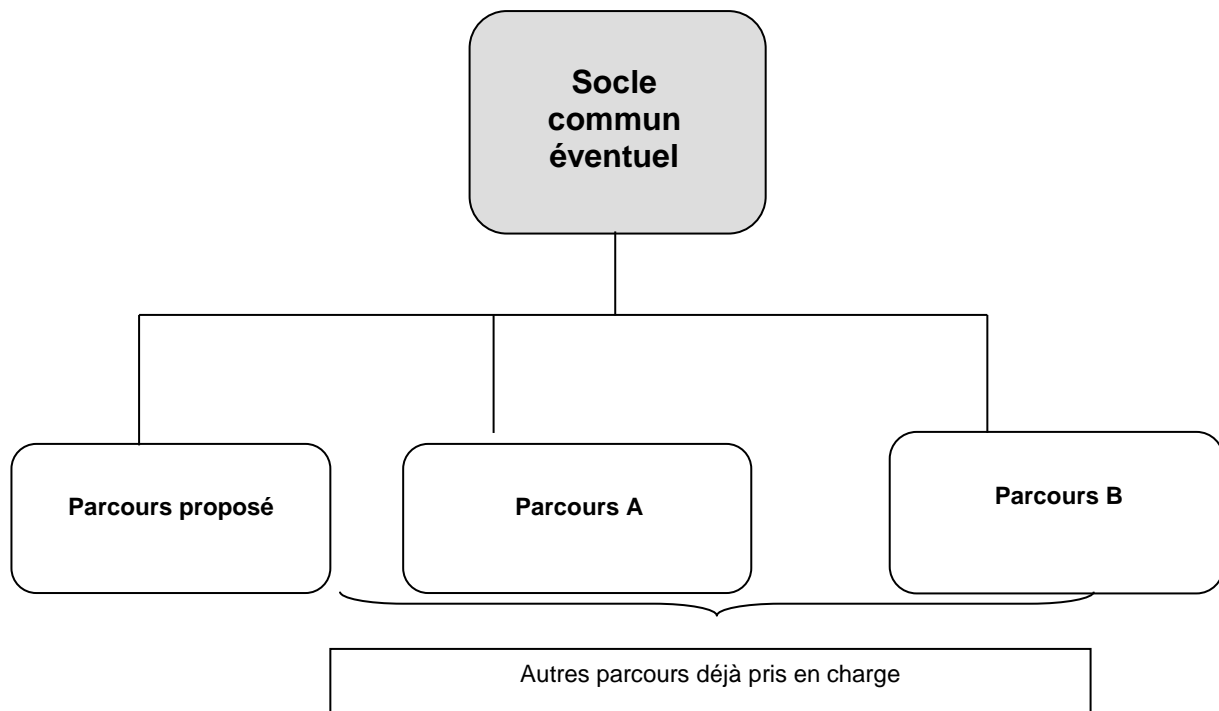 Socle
commun
éventuel
Parcours proposé
Parcours A
Parcours B
Autres parcours déjà pris en charge